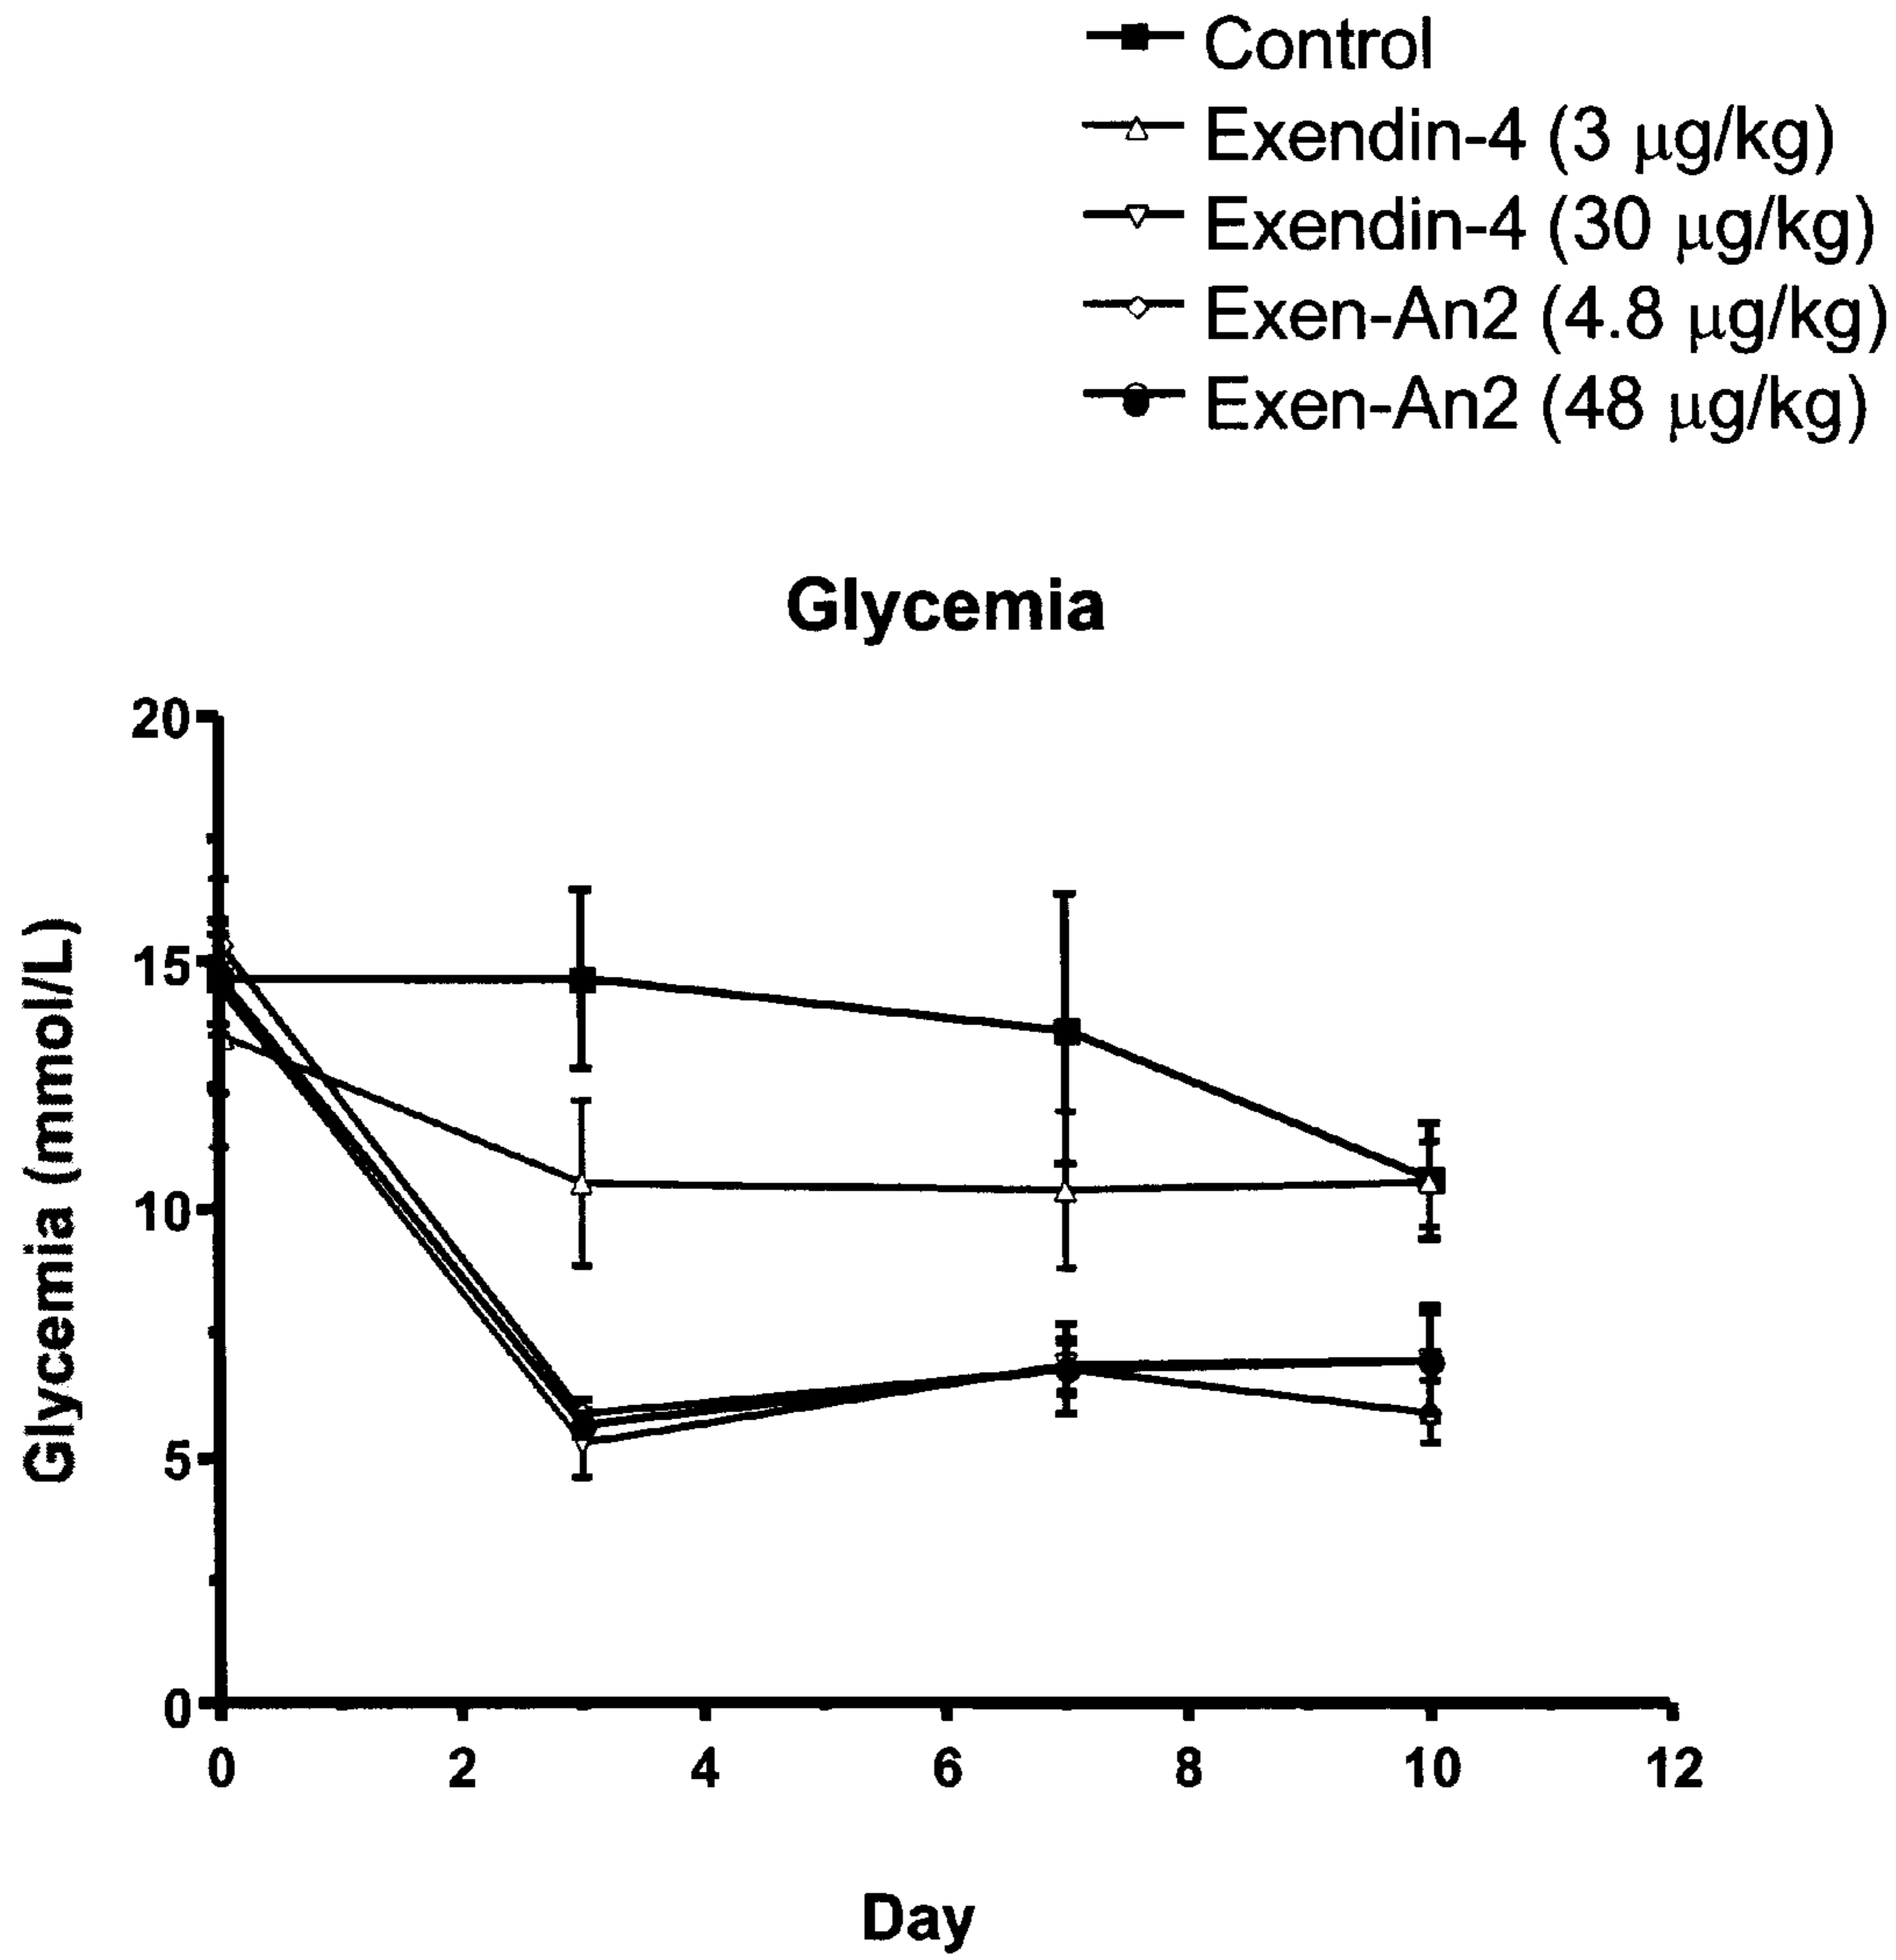 Control
Exendin-4 (3 μg/kg)
Exendin-4 (30 μg/kg)
Exen-An2 (4.8 μg/kg)
Exen-An2 (48 μg/kg)
Glycemia
Glycemia (mmol/L)
20
15
10
5
0
0 2 4 6 8 10 12
Day